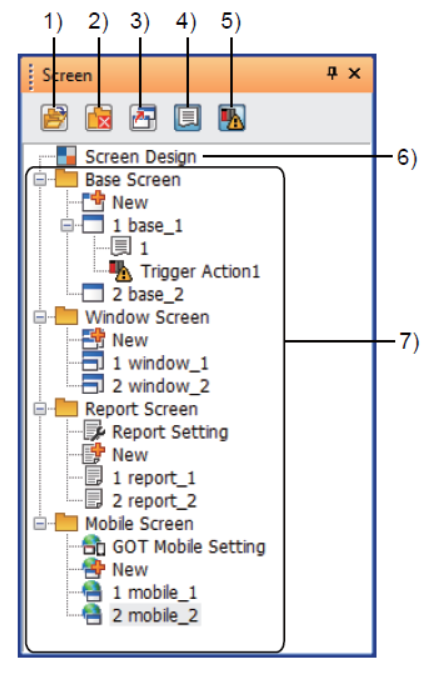 1) 2) 3) 4) 5)
Screen
Screen Design 6)
Base Screen
New
1 base_1
1
Trigger Action1
2 base_2
Window Screen
New 7)
1 window_1
2 window_2
Report Screen
Report Setting
New
1 report_1
2 report_2
Mobile Screen
GOT Mobile Setting
New
1 mobile_1
2 mobile_2